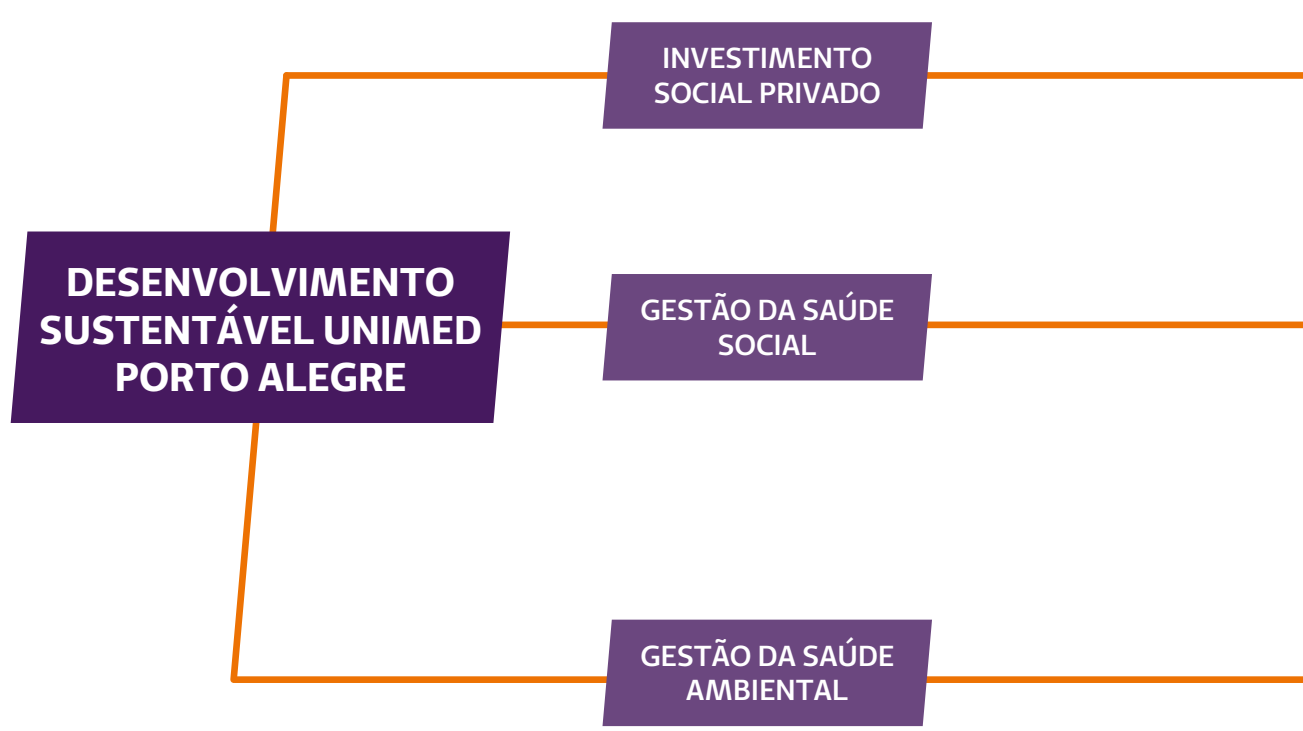 INVESTIMENTO
SOCIAL PRIVADO
DESENVOLVIMENTO
SUSTENTÁVEL UNIMED
PORTO ALEGRE
GESTÃO DA SAÚDE
SOCIAL
GESTÃO DA SAÚDE
AMBIENTAL